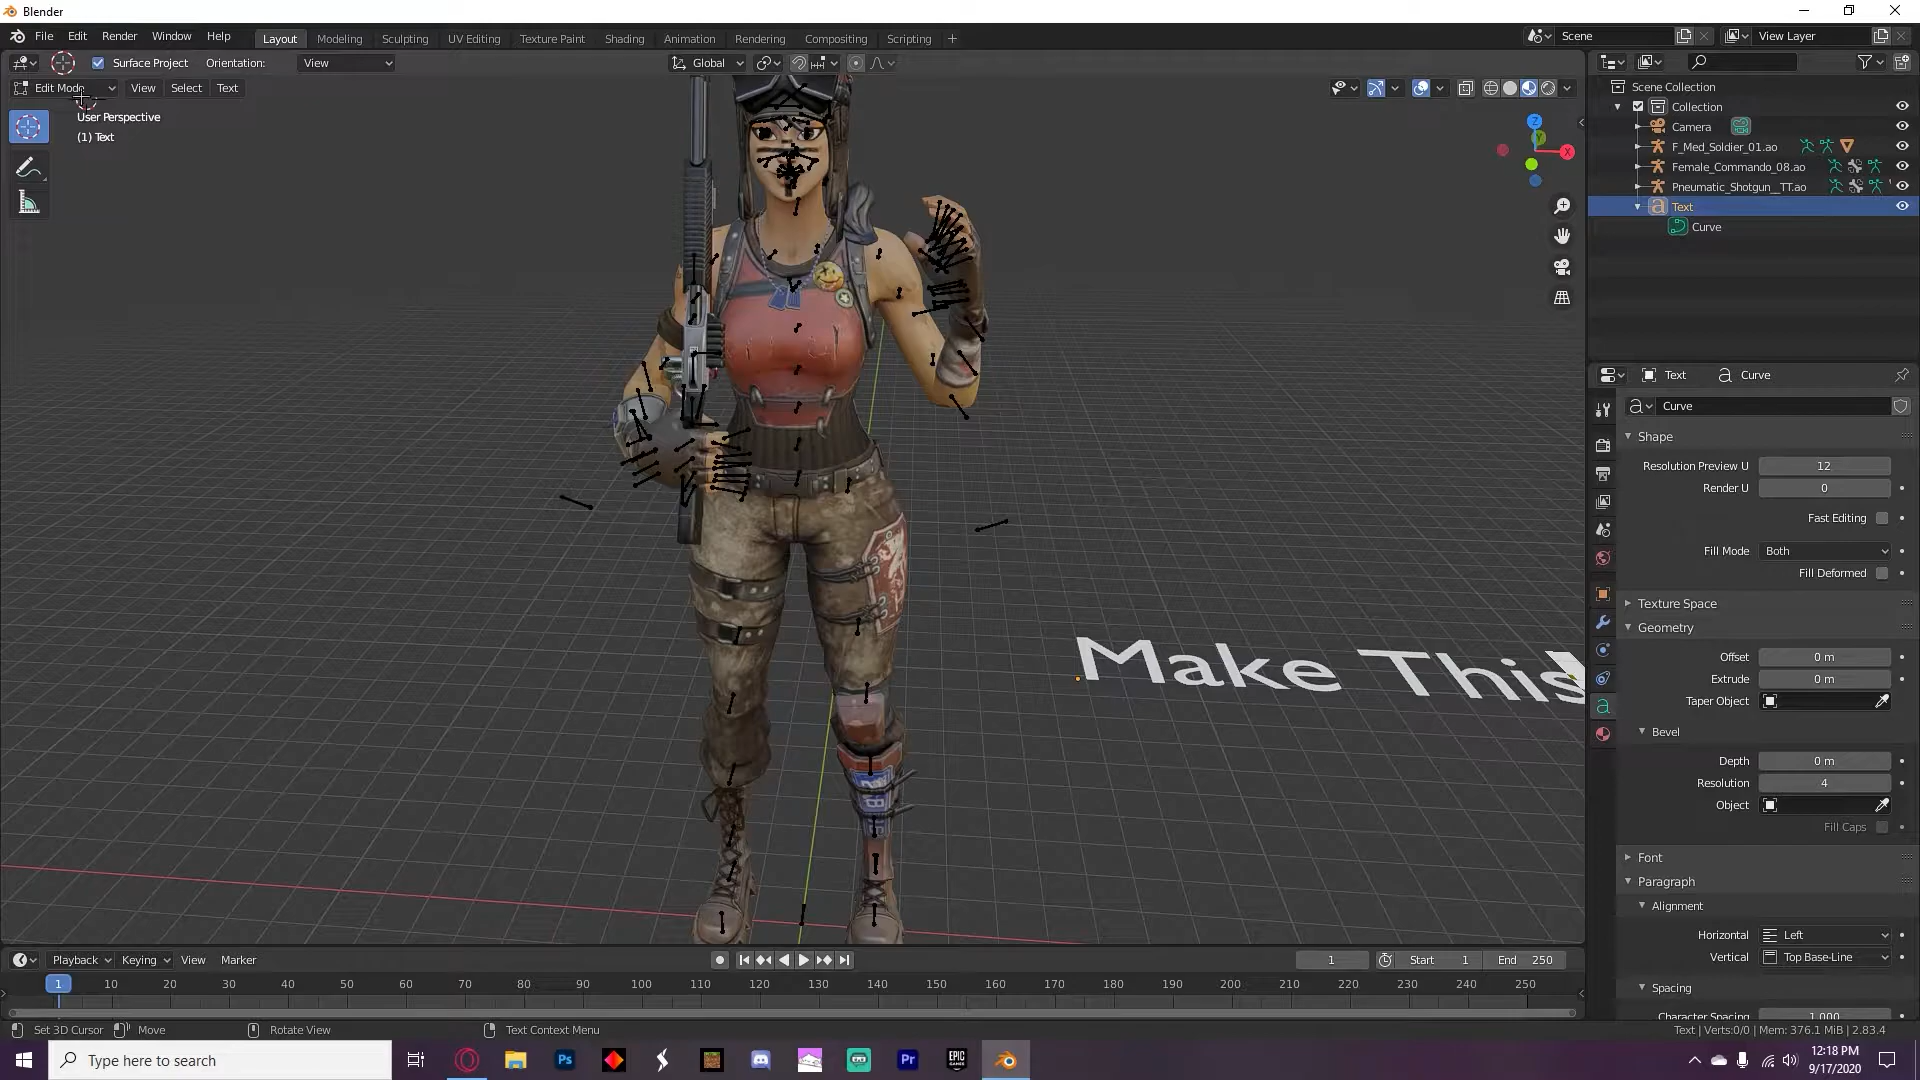 Blender
File Edit Render Window Help Layout Modeling Sculpting UV Editing Texture Paint Shading Animation Rendering Compositing Scripting + Scene View Layer
Surface Project Orientation: View Global
Edit Mode View Select Text
User Perspective
(1) Text
Z
Y
X
Make This
Scene Collection
Collection
Camera
F_Med_Soldier_01.ao
Female_Commando_08.ao
Pneumatic_Shotgun__TT.ao
Text
Curve
Text Curve
Curve
Shape
Resolution Preview U 12
Render U 0
Fast Editing
Fill Mode Both
Fill Deformed
Texture Space
Geometry
Offset 0 m
Extrude 0 m
Taper Object
Bevel
Depth 0 m
Resolution 4
Object
Fill Caps
Font
Paragraph
Alignment
Horizontal Left
Vertical Top Base-Line
Spacing
Character Spacing 1.000
Playback Keying View Marker 1 Start 1 End 250
1 10 20 30 40 50 60 70 80 90 100 110 120 130 140 150 160 170 180 190 200 210 220 230 240 250
Set 3D Cursor Move Rotate View Text Context Menu Text | Verts:0/0 | Mem: 376.1 MiB | 2.83.4
Type here to search Ps Pr EPIC GAMES 12:18 PM
9/17/2020